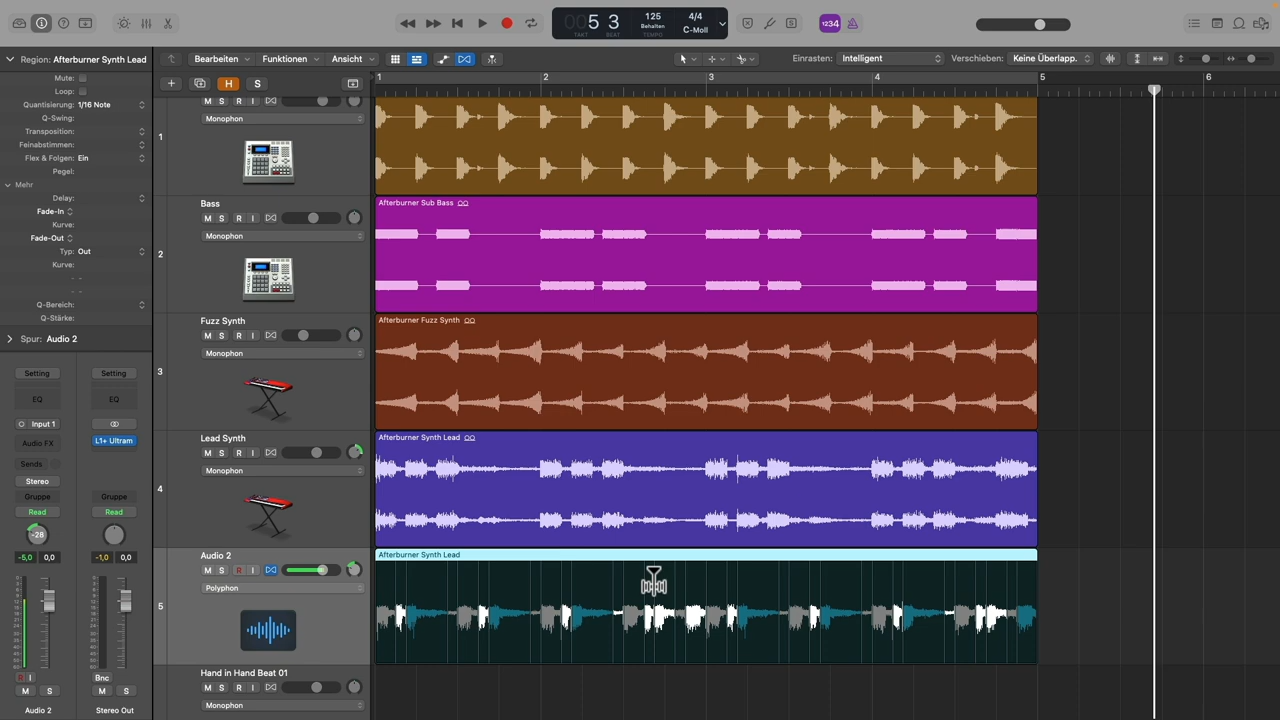 005 3
TAKT BEAT
125
Behalten
TEMPO
4/4
C-Moll
S
1234
Region: Afterburner Synth Lead
Mute:
Loop:
Quantisierung: 1/16 Note
Q-Swing:
Transposition:
Feinabstimmen:
Flex & Folgen: Ein
Pegel:
Mehr
Delay:
Fade-In
Kurve:
Fade-Out
Typ: Out
Kurve:
Q-Bereich:
Q-Stärke:
Spur: Audio 2
Setting Setting
EQ EQ
Input 1
Audio FX L1+ Ultram
Sends
Stereo
Gruppe Gruppe
Read Read
-28
-5,0 0,0 -1,0 0,0
R I Bnc
M S M S
Audio 2 Stereo Out
Bearbeiten Funktionen Ansicht
Einrasten: Intelligent Verschieben: Keine Überlapp.
H S
1 2 3 4 5 6
1
M S R I
Monophon
2
Bass
M S R I
Monophon
Afterburner Sub Bass
3
Fuzz Synth
M S R I
Monophon
Afterburner Fuzz Synth
4
Lead Synth
M S R I
Monophon
Afterburner Synth Lead
5
Audio 2
M S R I
Polyphon
Afterburner Synth Lead
Hand in Hand Beat 01
M S R I
Monophon